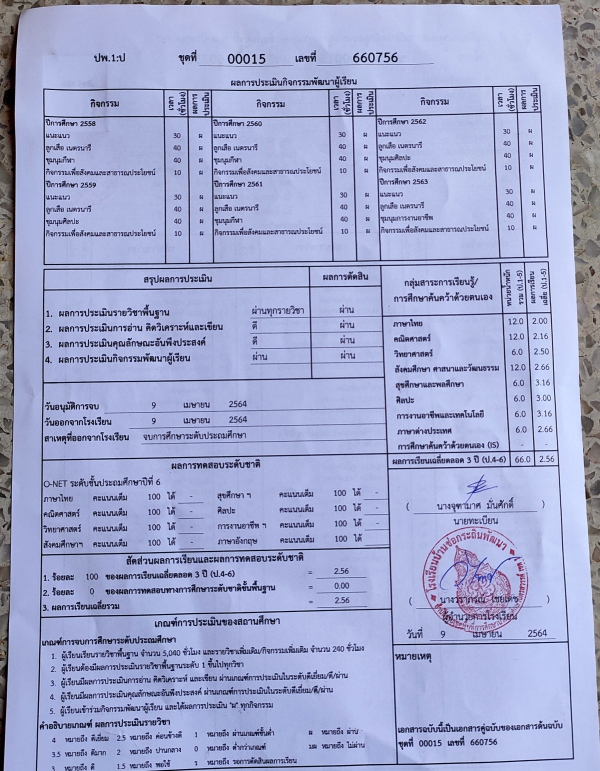 ปพ.1:ป ชุดที่ 00015 เลขที่ 660756
ผลการประเมินกิจกรรมพัฒนาผู้เรียน
กิจกรรม เวลา (ชั่วโมง) ผลการประเมิน กิจกรรม เวลา (ชั่วโมง) ผลการประเมิน กิจกรรม เวลา (ชั่วโมง) ผลการประเมิน
ปีการศึกษา 2558 ปีการศึกษา 2560 ปีการศึกษา 2562
แนะแนว 30 ผ แนะแนว 30 ผ แนะแนว 30 ผ
ลูกเสือ เนตรนารี 40 ผ ลูกเสือ เนตรนารี 40 ผ ลูกเสือ เนตรนารี 40 ผ
ชุมนุมกีฬา 40 ผ ชุมนุมกีฬา 40 ผ ชุมนุมศิลปะ 40 ผ
กิจกรรมเพื่อสังคมและสาธารณประโยชน์ 10 ผ กิจกรรมเพื่อสังคมและสาธารณประโยชน์ 10 ผ กิจกรรมเพื่อสังคมและสาธารณประโยชน์ 10 ผ
ปีการศึกษา 2559 ปีการศึกษา 2561 ปีการศึกษา 2563
แนะแนว 30 ผ แนะแนว 30 ผ แนะแนว 30 ผ
ลูกเสือ เนตรนารี 40 ผ ลูกเสือ เนตรนารี 40 ผ ลูกเสือ เนตรนารี 40 ผ
ชุมนุมศิลปะ 40 ผ ชุมนุมกีฬา 40 ผ ชุมนุมการงานอาชีพ 40 ผ
กิจกรรมเพื่อสังคมและสาธารณประโยชน์ 10 ผ กิจกรรมเพื่อสังคมและสาธารณประโยชน์ 10 ผ กิจกรรมเพื่อสังคมและสาธารณประโยชน์ 10 ผ
สรุปผลการประเมิน ผลการตัดสิน
1. ผลการประเมินรายวิชาพื้นฐาน ผ่านทุกรายวิชา ผ่าน
2. ผลการประเมินการอ่าน คิดวิเคราะห์และเขียน ดี ผ่าน
3. ผลการประเมินคุณลักษณะอันพึงประสงค์ ดี ผ่าน
4. ผลการประเมินกิจกรรมพัฒนาผู้เรียน ผ่าน ผ่าน
วันอนุมัติการจบ 9 เมษายน 2564
วันออกจากโรงเรียน 9 เมษายน 2564
สาเหตุที่ออกจากโรงเรียน จบการศึกษาระดับประถมศึกษา
กลุ่มสาระการเรียนรู้/ การศึกษาค้นคว้าด้วยตนเอง หน่วยน้ำหนัก รวม (ป.1-5) ผลการเรียน เฉลี่ย (ป.1-5)
ภาษาไทย 12.0 2.00
คณิตศาสตร์ 12.0 2.16
วิทยาศาสตร์ 6.0 2.50
สังคมศึกษา ศาสนาและวัฒนธรรม 12.0 2.66
สุขศึกษาและพลศึกษา 6.0 3.16
ศิลปะ 6.0 3.00
การงานอาชีพและเทคโนโลยี 6.0 3.16
ภาษาต่างประเทศ 6.0 2.66
การศึกษาค้นคว้าด้วยตนเอง (IS) - -
ผลการเรียนเฉลี่ยตลอด 3 ปี (ป.4-6) 66.0 2.56
ผลการทดสอบระดับชาติ
O-NET ระดับชั้นประถมศึกษาปีที่ 6
ภาษาไทย คะแนนเต็ม 100 ได้ - สุขศึกษา ฯ คะแนนเต็ม 100 ได้ -
คณิตศาสตร์ คะแนนเต็ม 100 ได้ - ศิลปะ คะแนนเต็ม 100 ได้ -
วิทยาศาสตร์ คะแนนเต็ม 100 ได้ - การงานอาชีพ ฯ คะแนนเต็ม 100 ได้ -
สังคมศึกษาฯ คะแนนเต็ม 100 ได้ - ภาษาอังกฤษ คะแนนเต็ม 100 ได้ -
สัดส่วนผลการเรียนและผลการทดสอบระดับชาติ
1. ร้อยละ 100 ของผลการเรียนเฉลี่ยตลอด 3 ปี (ป.4-6) = 2.56
2. ร้อยละ 0 ของผลการทดสอบทางการศึกษาระดับชาติขั้นพื้นฐาน = 0.00
3. ผลการเรียนเฉลี่ยรวม = 2.56
( นางจุฑามาศ มั่นศักดิ์ )
นายทะเบียน
โรงเรียนบ้านช่อกระถินพัฒนา
ผู้อำนวยการโรงเรียน
วันที่ 9 เมษายน 2564
เกณฑ์การประเมินของสถานศึกษา
เกณฑ์การจบการศึกษาระดับประถมศึกษา
1. ผู้เรียนเรียนรายวิชาพื้นฐาน จำนวน 5,040 ชั่วโมง และรายวิชาเพิ่มเติม/กิจกรรมเพิ่มเติม จำนวน 240 ชั่วโมง
2. ผู้เรียนต้องมีผลการประเมินรายวิชาพื้นฐานระดับ 1 ขึ้นไปทุกวิชา
3. ผู้เรียนมีผลการประเมินการอ่าน คิดวิเคราะห์ และเขียน ผ่านเกณฑ์การประเมินในระดับดีเยี่ยม/ดี/ผ่าน
4. ผู้เรียนมีผลการประเมินคุณลักษณะอันพึงประสงค์ ผ่านเกณฑ์การประเมินในระดับดีเยี่ยม/ดี/ผ่าน
5. ผู้เรียนเข้าร่วมกิจกรรมพัฒนาผู้เรียน และได้ผลการประเมิน "ผ" ทุกกิจกรรม
คำอธิบายเกณฑ์ ผลการประเมินรายวิชา
4 หมายถึง ดีเยี่ยม 2.5 หมายถึง ค่อนข้างดี 1 หมายถึง ผ่านเกณฑ์ขั้นต่ำ ผ หมายถึง ผ่าน
3.5 หมายถึง ดีมาก 2 หมายถึง ปานกลาง 0 หมายถึง ต่ำกว่าเกณฑ์ มผ หมายถึง ไม่ผ่าน
3 หมายถึง ดี 1.5 หมายถึง พอใช้ ร หมายถึง รอการตัดสินผลการเรียน
หมายเหตุ
เอกสารฉบับนี้เป็นเอกสารคู่ฉบับของเอกสารต้นฉบับ
ชุดที่ 00015 เลขที่ 660756